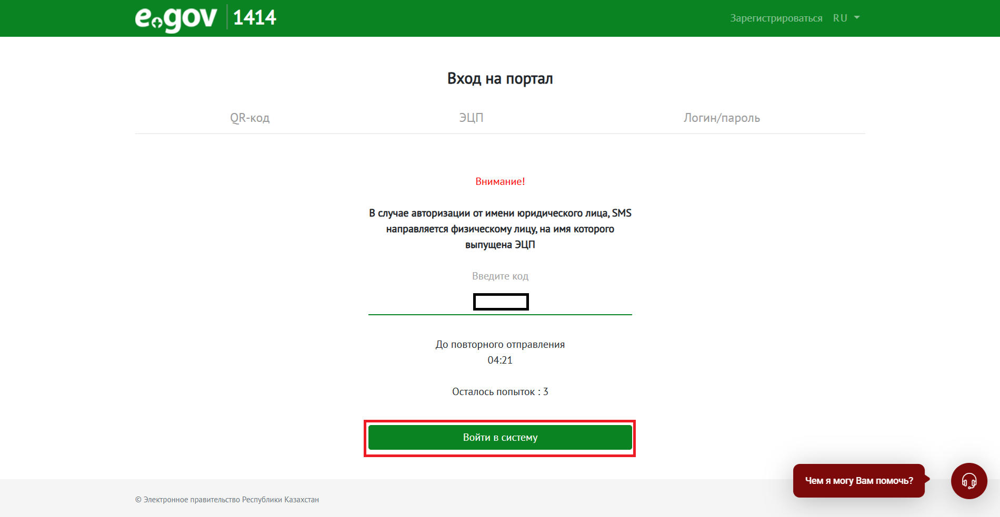 e.gov 1414
Зарегистрироваться RU
Вход на портал
QR-код ЭЦП Логин/пароль
Внимание!
В случае авторизации от имени юридического лица, SMS
направляется физическому лицу, на имя которого
выпущена ЭЦП
Введите код
До повторного отправления
04:21
Осталось попыток : 3
Войти в систему
Чем я могу Вам помочь?
© Электронное правительство Республики Казахстан